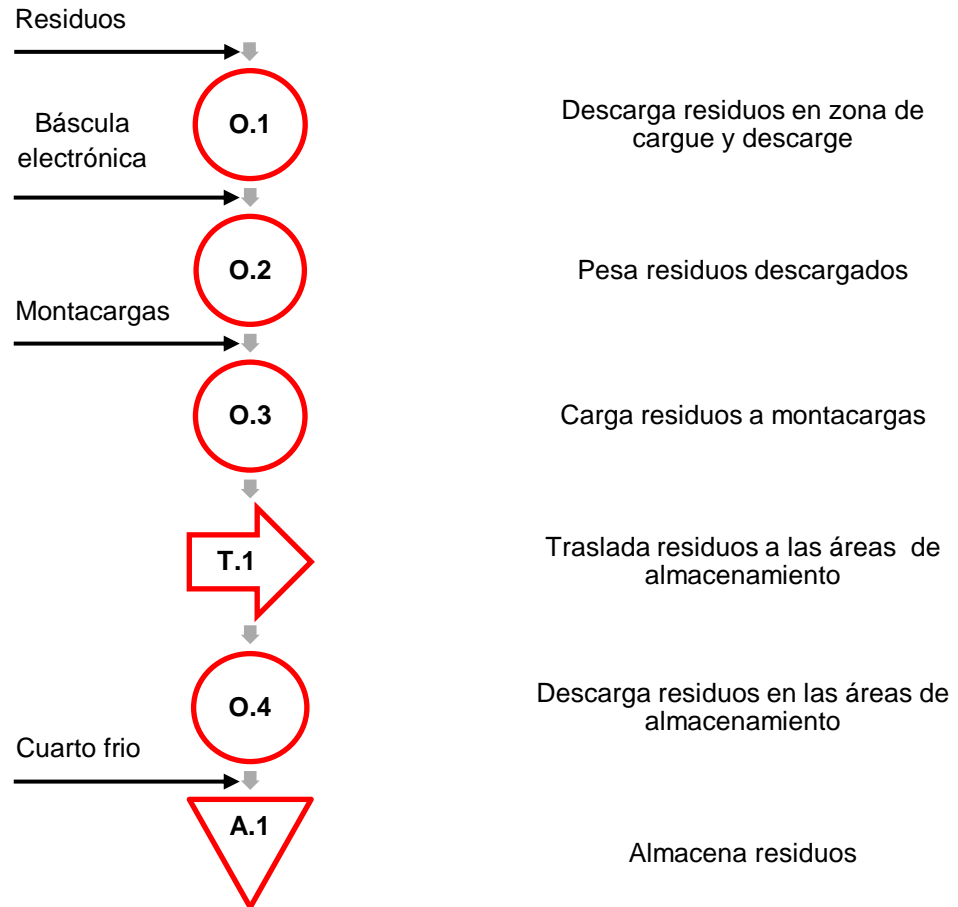 Residuos
O.1
Descarga residuos en zona de
cargue y descarge
Báscula
electrónica
O.2
Pesa residuos descargados
Montacargas
O.3
Carga residuos a montacargas
T.1
Traslada residuos a las áreas de
almacenamiento
O.4
Descarga residuos en las áreas de
almacenamiento
Cuarto frio
A.1
Almacena residuos